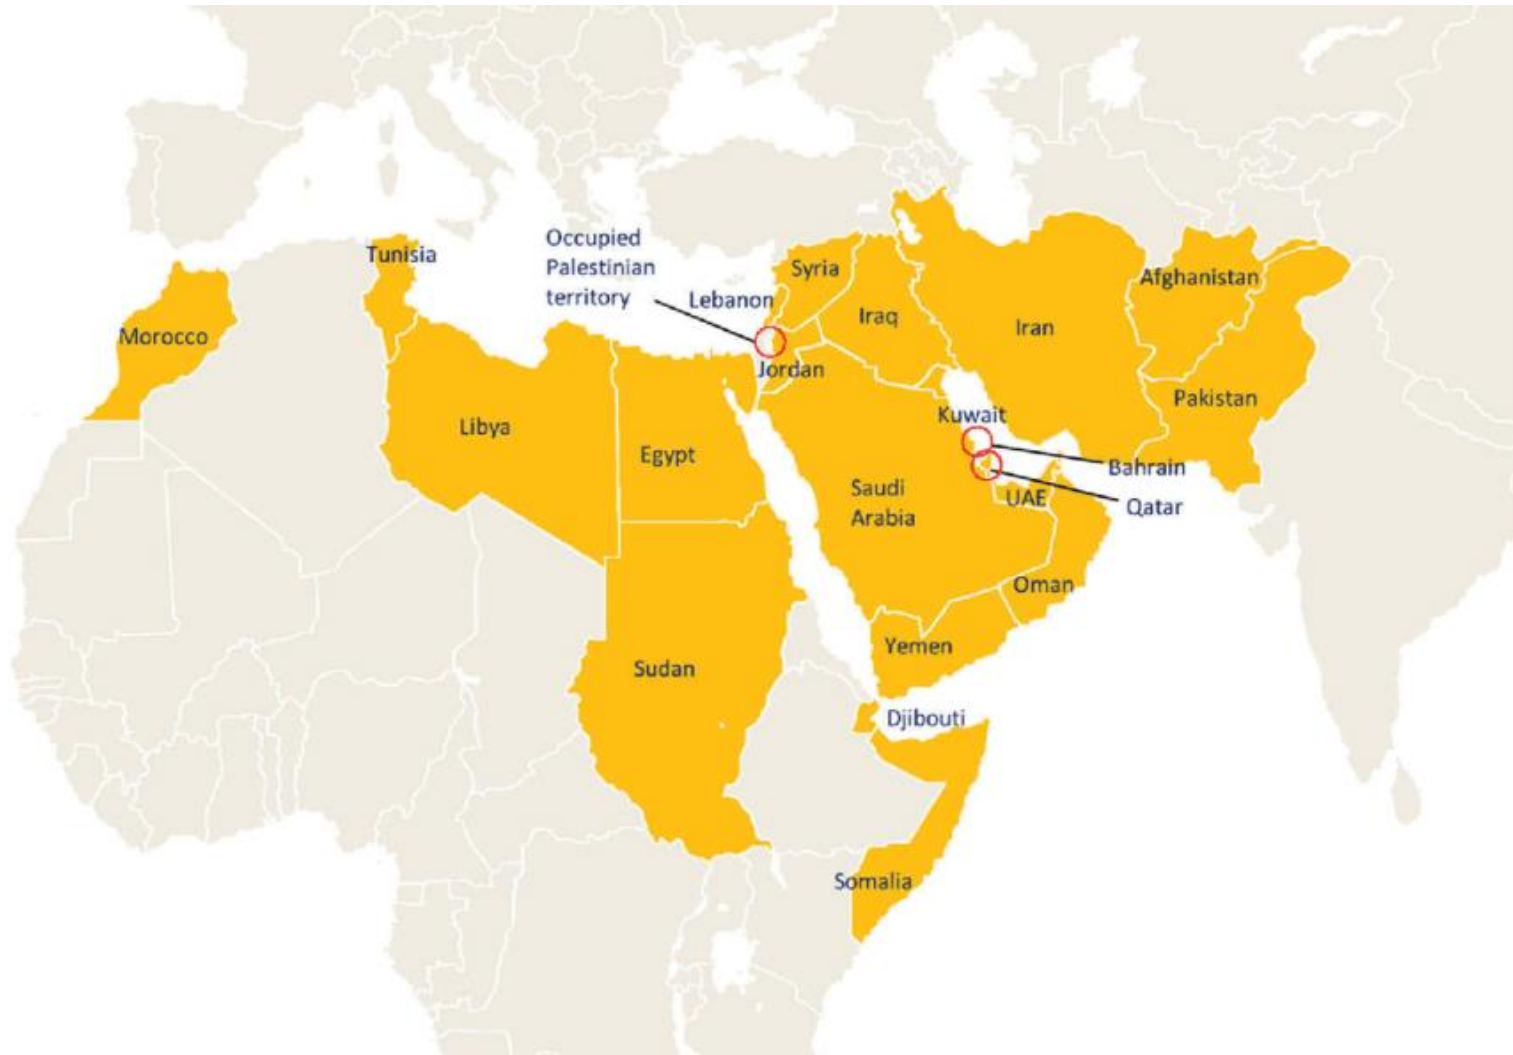 Occupied
Palestinian
territory
Tunisia
Syria
Lebanon
Afghanistan
Morocco
Iraq
Iran
Jordan
Pakistan
Libya
Kuwait
Egypt
Bahrain
Saudi
Arabia
UAE
Qatar
Oman
Yemen
Sudan
Djibouti
Somalia